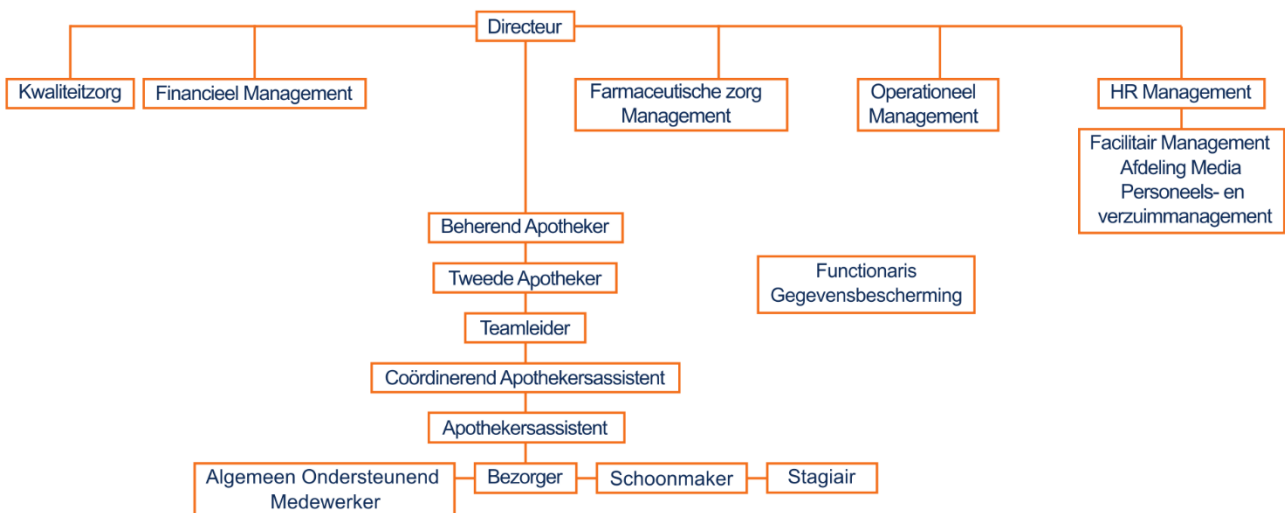 Directeur
Kwaliteitzorg
Financieel Management
Farmaceutische zorg
Management
Operationeel
Management
HR Management
Facilitair Management
Afdeling Media
Personeels- en
verzuimmanagement
Beherend Apotheker
Tweede Apotheker
Functionaris
Gegevensbescherming
Teamleider
Coördinerend Apothekersassistent
Apothekersassistent
Algemeen Ondersteunend
Medewerker
Bezorger
Schoonmaker
Stagiair